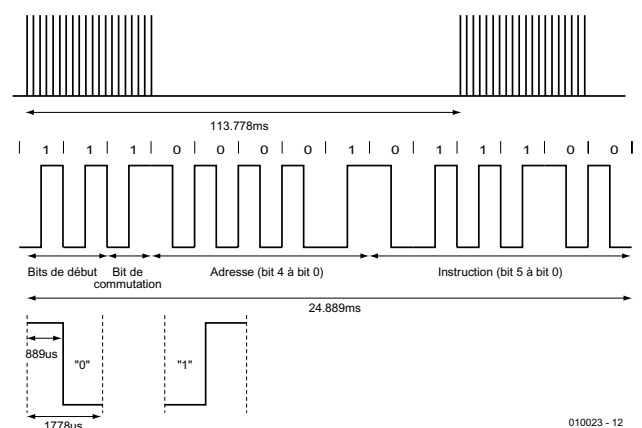 113.778ms
1 1 1 0 0 0 0 1 0 1 1 1 0 0
Bits de début Bit de commutation Adresse (bit 4 à bit 0) Instruction (bit 5 à bit 0)
24.889ms
889us "0" "1"
1778us
010023 - 12